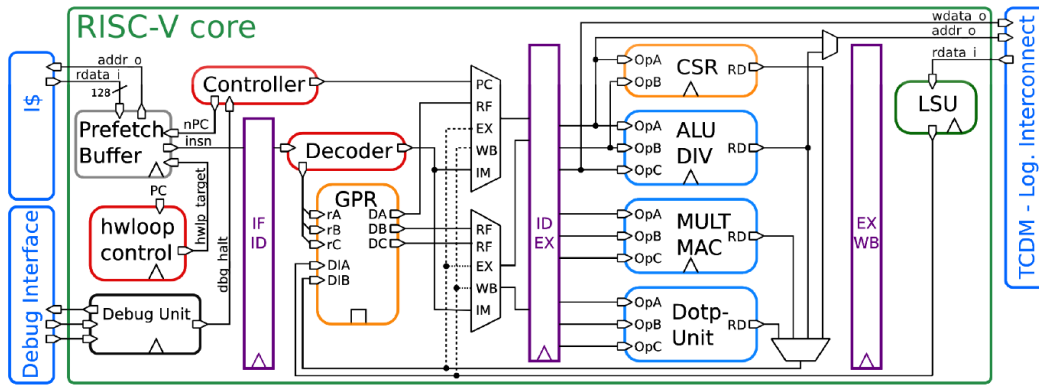 RISC-V core
wdata_o
addr_o
rdata_i
TCDM - Log. Interconnect
I$
addr_o
rdata_i
128
Prefetch
Buffer
nPC
insn
hwlp_target
PC
hwloop
control
Debug Interface
Debug Unit
dbg_halt
Controller
IF
ID
Decoder
GPR
rA
rB
rC
DIA
DIB
DA
DB
DC
PC
RF
EX
WB
IM
RF
RF
EX
WB
IM
ID
EX
OpA
OpB
CSR
RD
OpA
OpB
OpC
ALU
DIV
RD
OpA
OpB
OpC
MULT
MAC
RD
OpA
OpB
OpC
Dotp-
Unit
RD
EX
WB
LSU